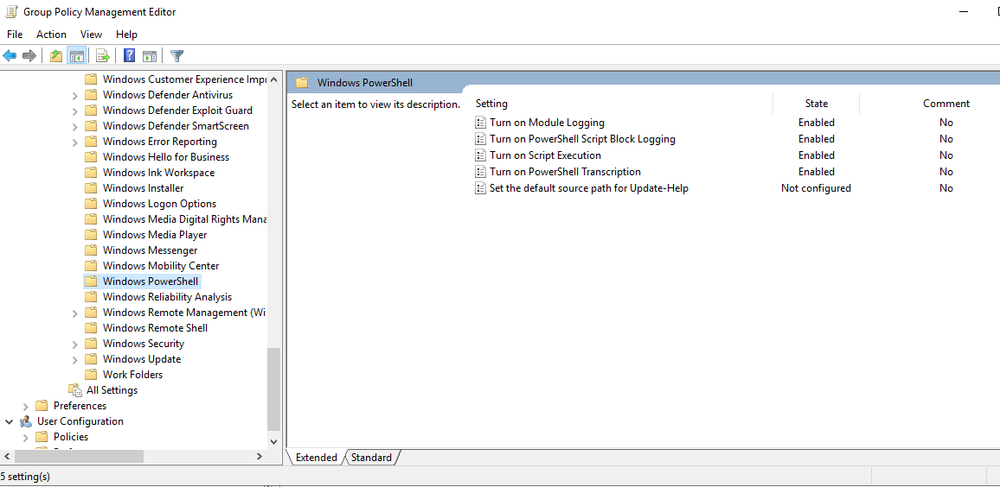 Group Policy Management Editor
File Action View Help
Windows Customer Experience Impr
Windows Defender Antivirus
Windows Defender Exploit Guard
Windows Defender SmartScreen
Windows Error Reporting
Windows Hello for Business
Windows Ink Workspace
Windows Installer
Windows Logon Options
Windows Media Digital Rights Mana
Windows Media Player
Windows Messenger
Windows Mobility Center
Windows PowerShell
Windows Reliability Analysis
Windows Remote Management (Wi
Windows Remote Shell
Windows Security
Windows Update
Work Folders
All Settings
Preferences
User Configuration
Policies
Windows PowerShell
Select an item to view its description.
Setting State Comment
Turn on Module Logging Enabled No
Turn on PowerShell Script Block Logging Enabled No
Turn on Script Execution Enabled No
Turn on PowerShell Transcription Enabled No
Set the default source path for Update-Help Not configured No
Extended Standard
5 setting(s)